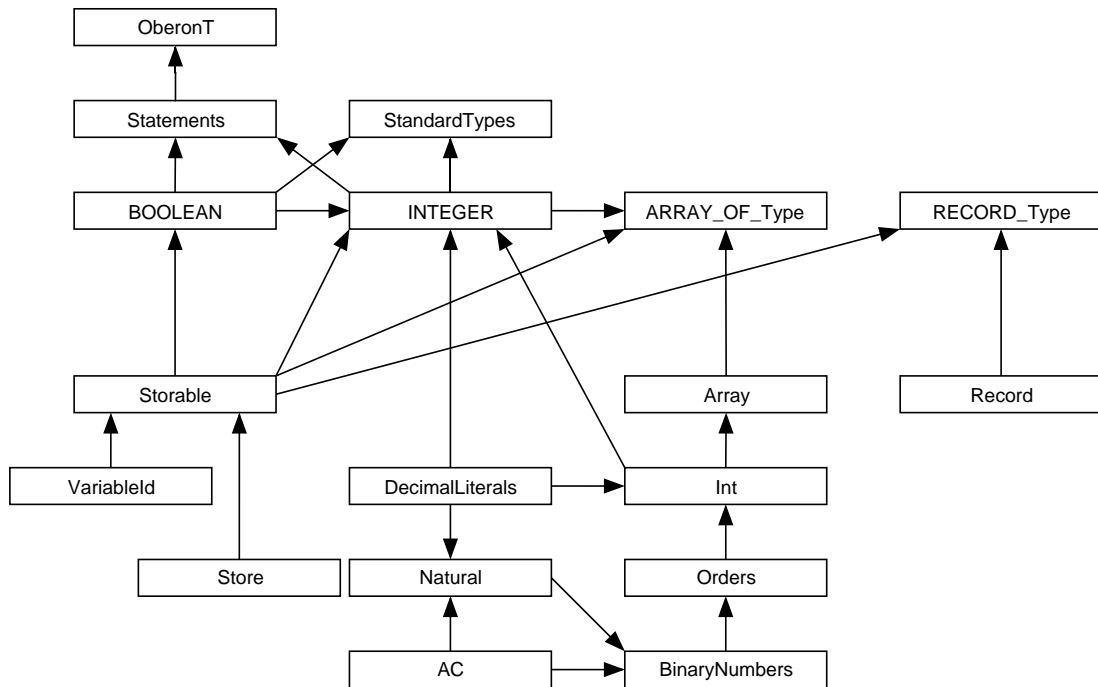 OberonT
Statements
StandardTypes
BOOLEAN
INTEGER
ARRAY_OF_Type
RECORD_Type
Storable
Array
Record
VariableId
DecimalLiterals
Int
Store
Natural
Orders
AC
BinaryNumbers